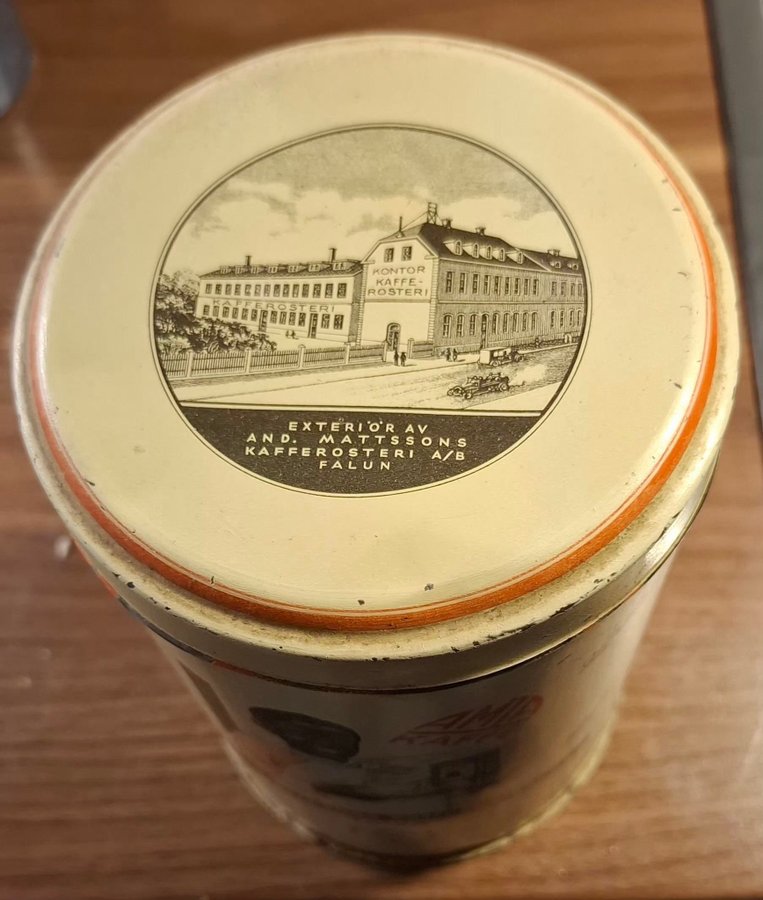 KAFFEROSTERI
KONTOR
KAFFE-
ROSTERI
EXTERIÖR AV
AND. MATTSSONS
KAFFEROSTERI A/B
FALUN